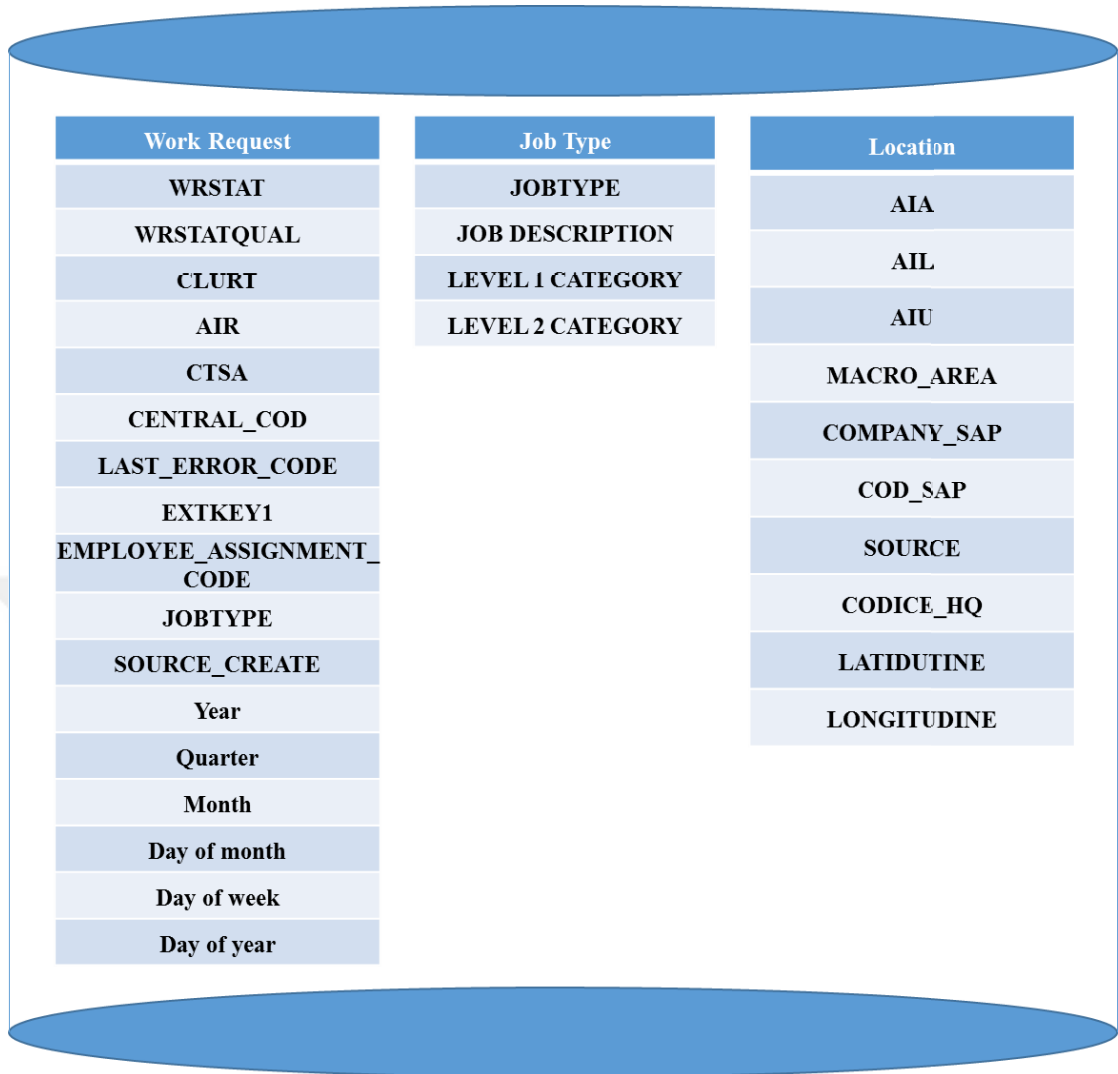 Work Request
WRSTAT
WRSTATQUAL
CLURT
AIR
CTSA
CENTRAL_COD
LAST_ERROR_CODE
EXTKEY1
EMPLOYEE_ASSIGNMENT_
CODE
JOBTYPE
SOURCE_CREATE
Year
Quarter
Month
Day of month
Day of week
Day of year
Job Type
JOBTYPE
JOB DESCRIPTION
LEVEL 1 CATEGORY
LEVEL 2 CATEGORY
Location
AIA
AIL
AIU
MACRO_AREA
COMPANY_SAP
COD_SAP
SOURCE
CODICE_HQ
LATIDUTINE
LONGITUDINE